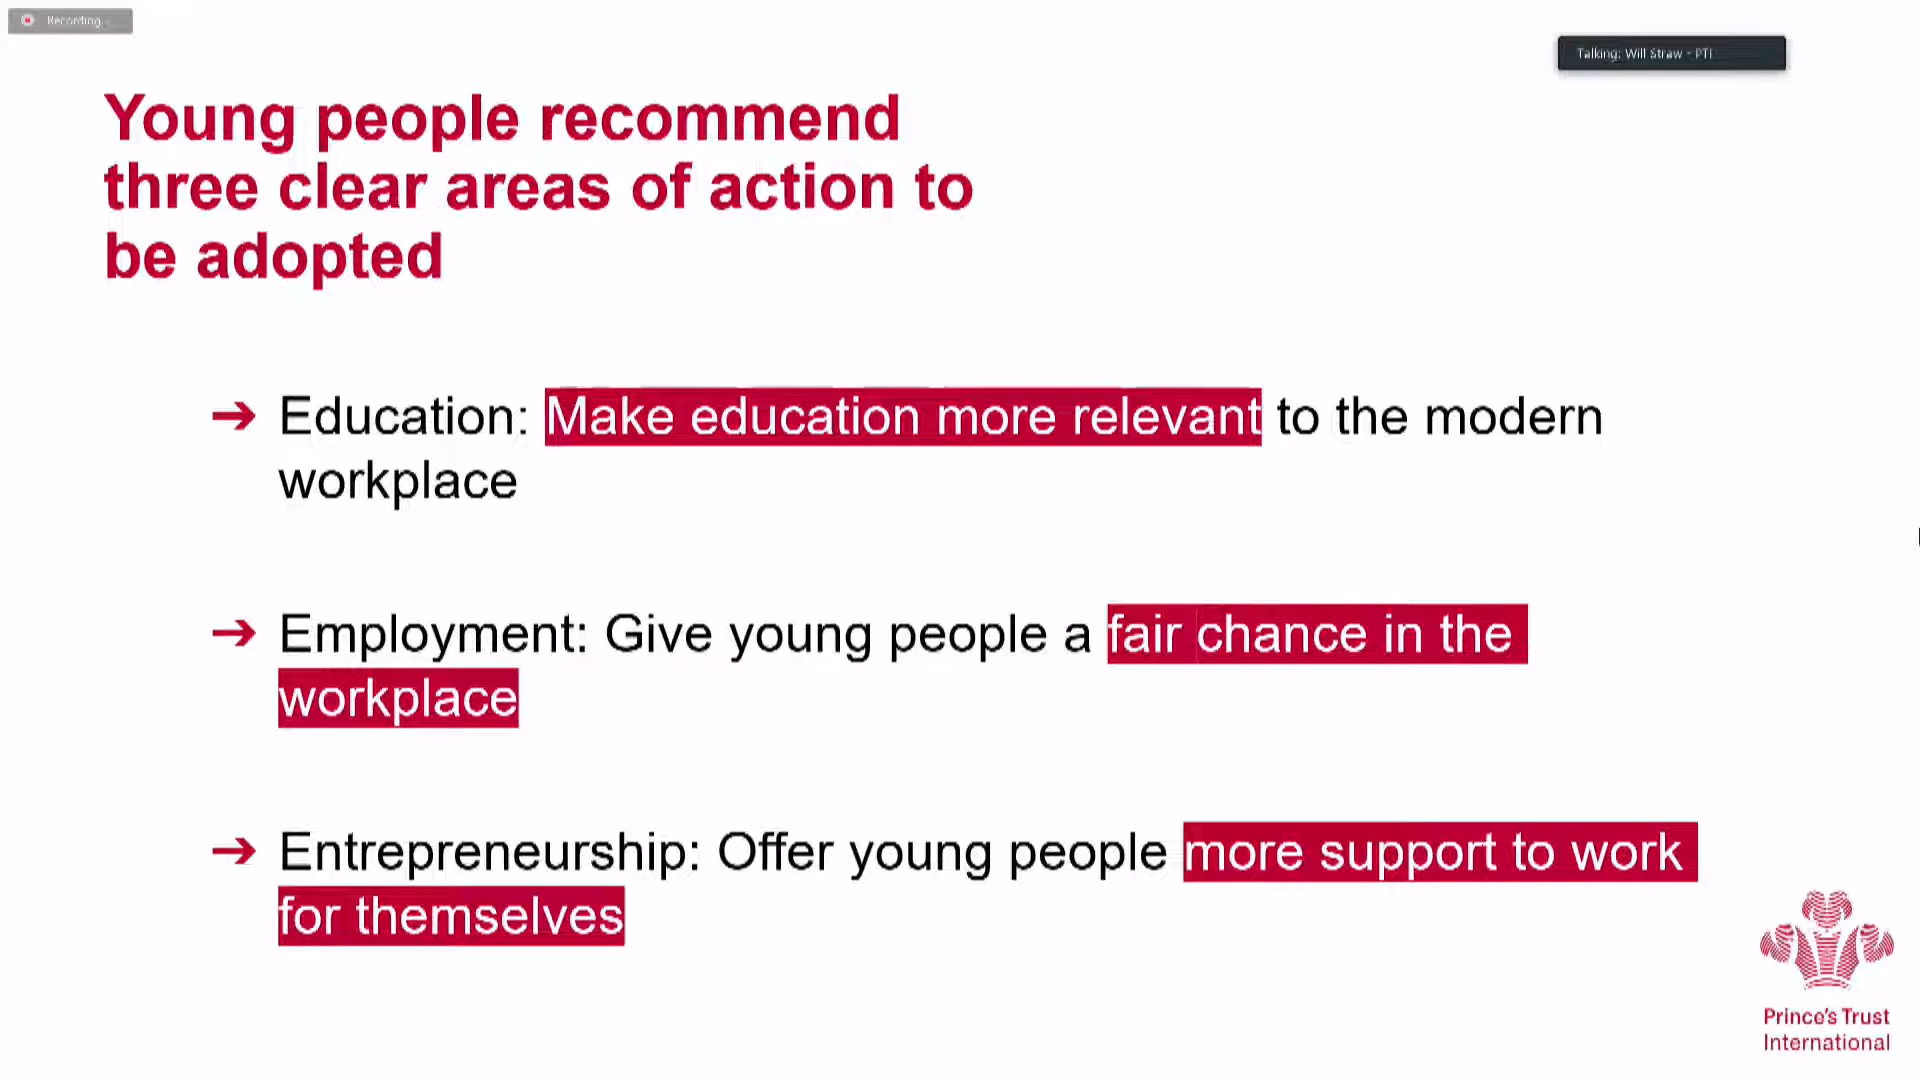 Recording...
Talking: Will Straw - PTI
Young people recommend
three clear areas of action to
be adopted
➔ Education: Make education more relevant to the modern
workplace
➔ Employment: Give young people a fair chance in the
workplace
➔ Entrepreneurship: Offer young people more support to work
for themselves
Prince's Trust
International